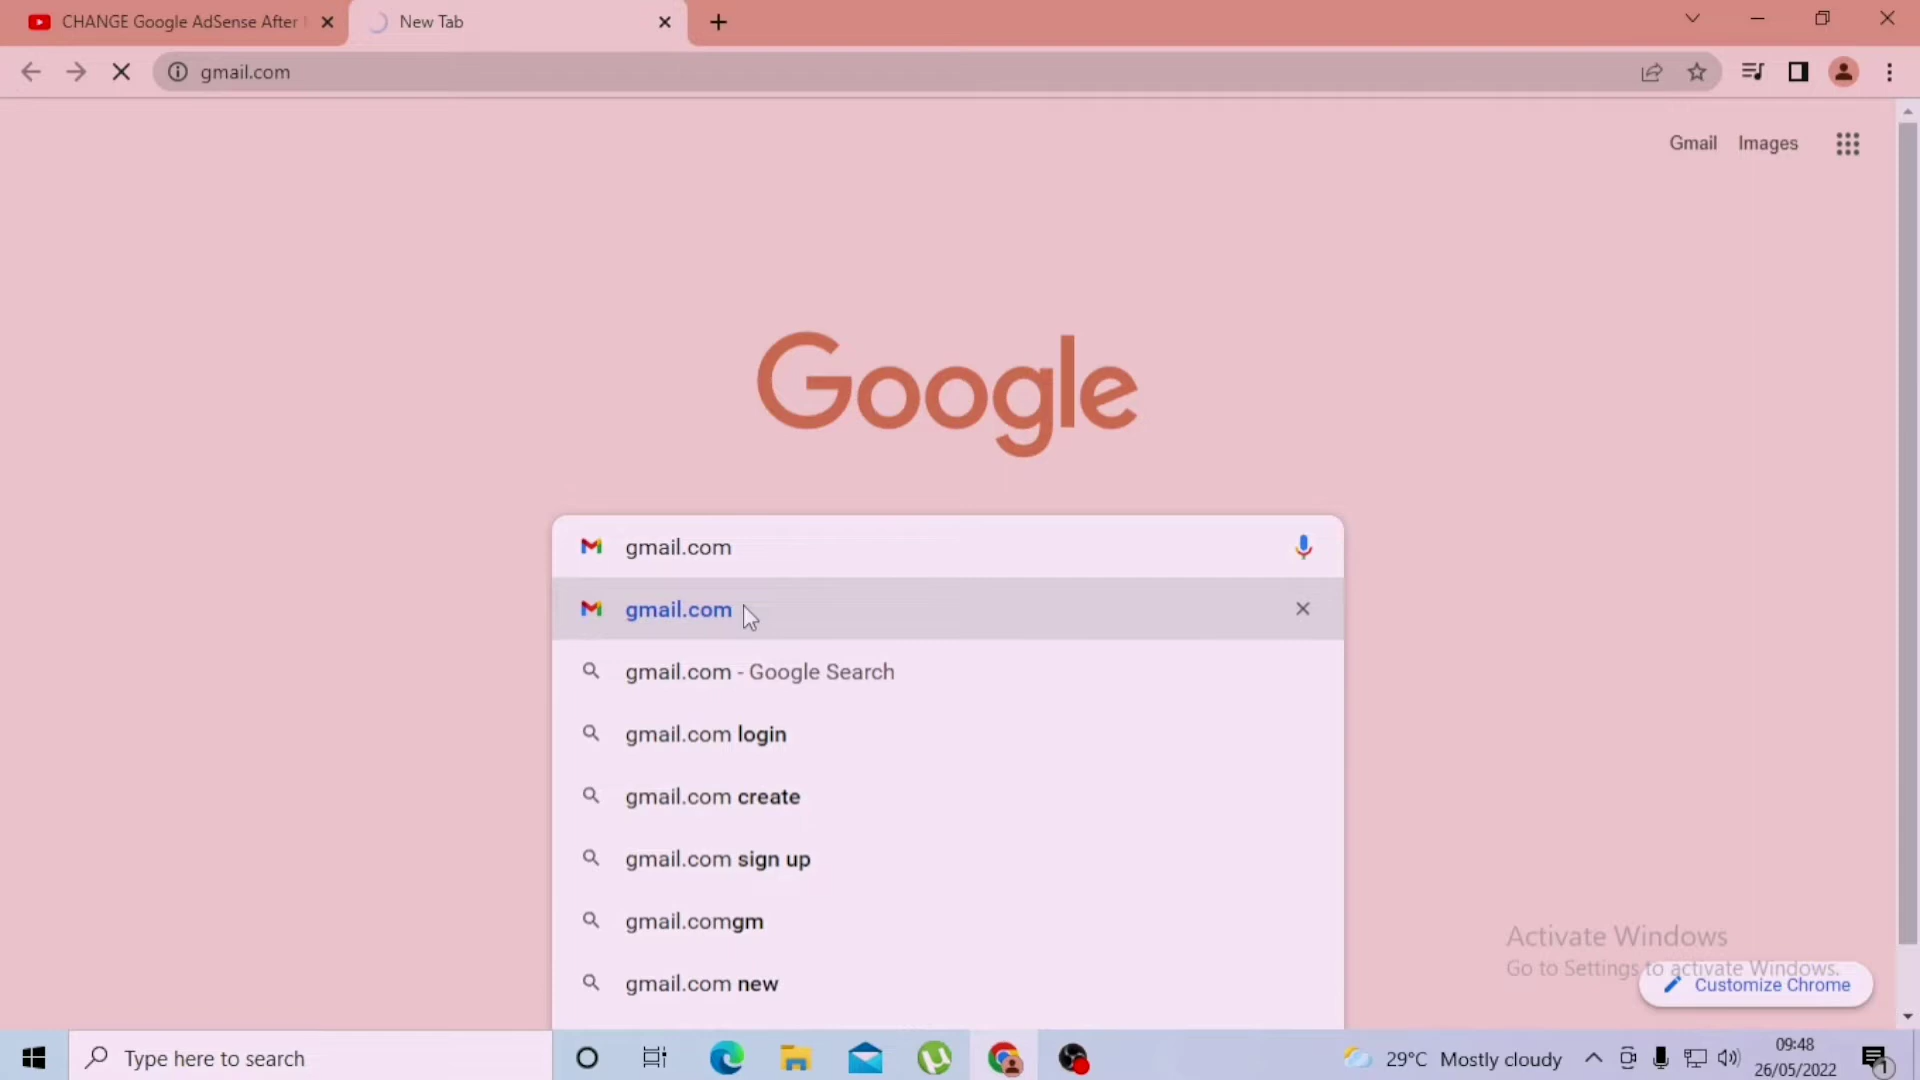 CHANGE Google AdSense After
New Tab
gmail.com
Gmail Images
Google
gmail.com
gmail.com
gmail.com - Google Search
gmail.com login
gmail.com create
gmail.com sign up
gmail.comgm
gmail.com new
Activate Windows
Go to Settings to activate Windows.
Customize Chrome
Type here to search
29°C Mostly cloudy
09:48
26/05/2022
1